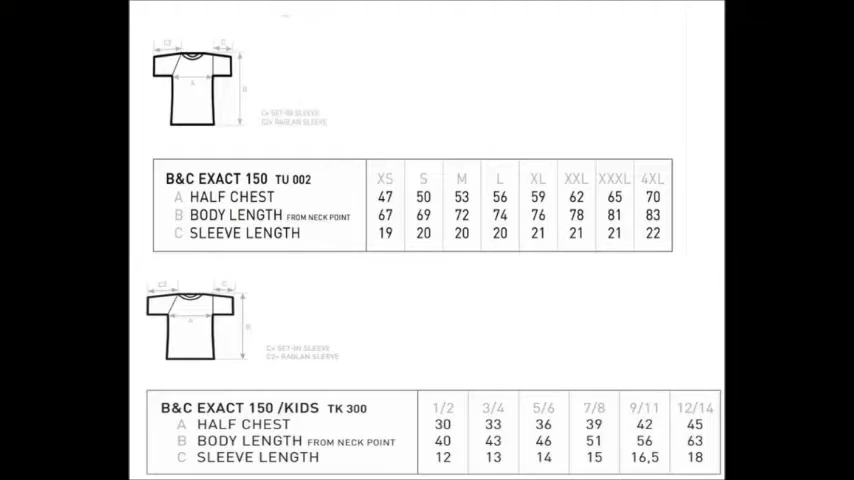 C2 C
A
B
C= SET-IN SLEEVE
C2= RAGLAN SLEEVE
B&C EXACT 150 TU 002 XS S M L XL XXL XXXL 4XL
A HALF CHEST 47 50 53 56 59 62 65 70
B BODY LENGTH FROM NECK POINT 67 69 72 74 76 78 81 83
C SLEEVE LENGTH 19 20 20 20 21 21 21 22
C2 C
A
B
C= SET-IN SLEEVE
C2= RAGLAN SLEEVE
B&C EXACT 150 /KIDS TK 300 1/2 3/4 5/6 7/8 9/11 12/14
A HALF CHEST 30 33 36 39 42 45
B BODY LENGTH FROM NECK POINT 40 43 46 51 56 63
C SLEEVE LENGTH 12 13 14 15 16,5 18